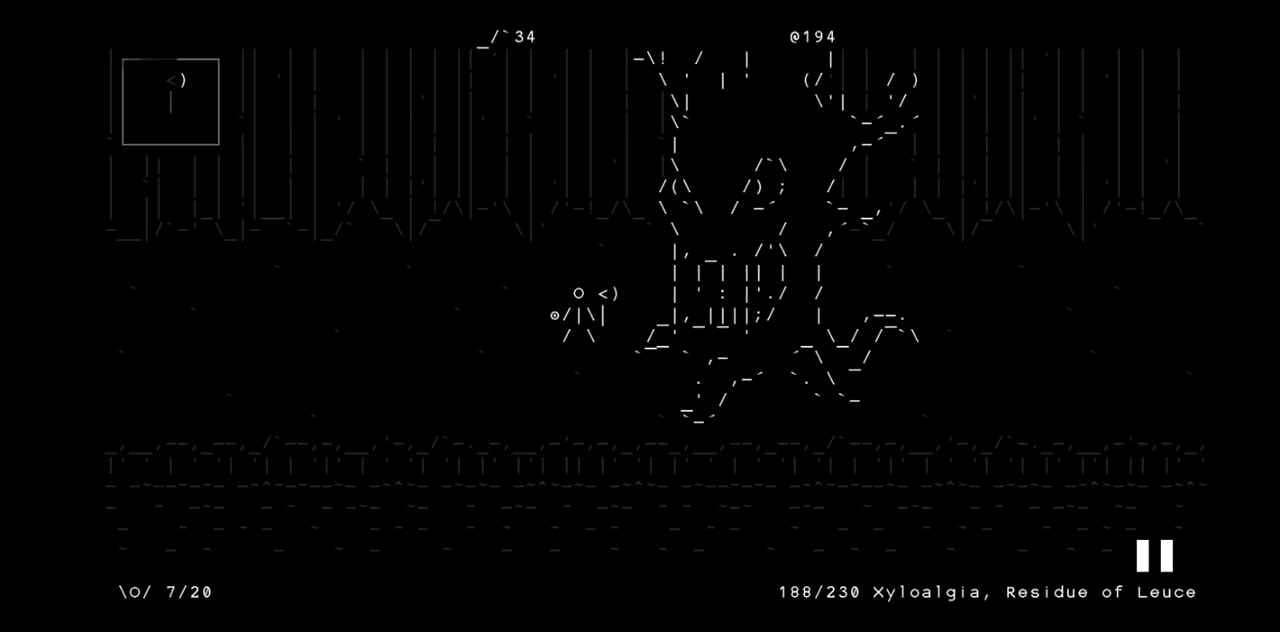 _/`34
@194
\O/ 7/20
188/230 Xyloalgia, Residue of Leuce